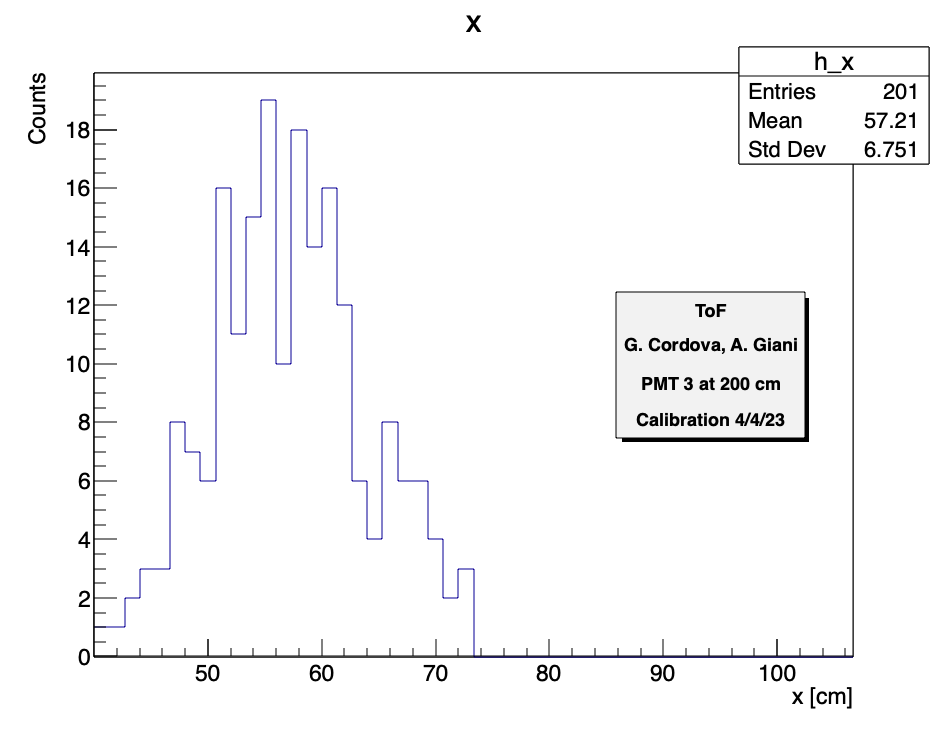 X
h_x
Entries 201
Mean 57.21
Std Dev 6.751
Counts
18
16
14
12
10
8
6
4
2
0
ToF
G. Cordova, A. Giani
PMT 3 at 200 cm
Calibration 4/4/23
50 60 70 80 90 100
x [cm]